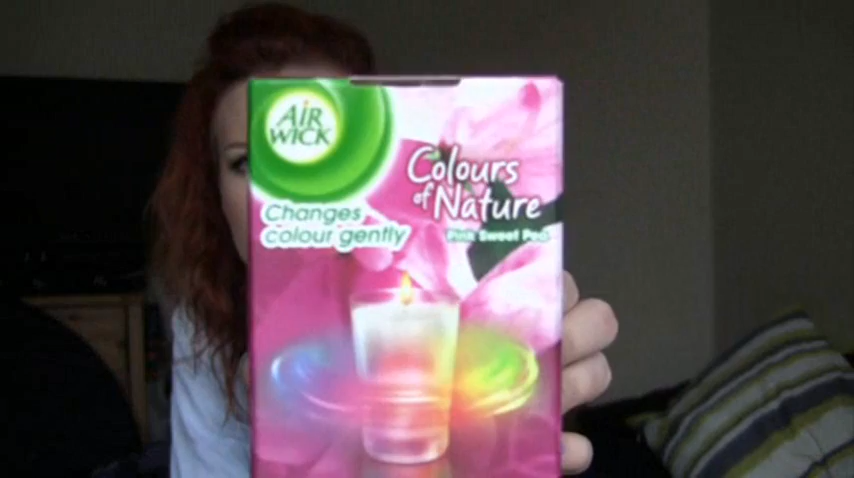 AIR
WICK
Colours
of Nature
Pink Sweet Pea
Changes
colour gently